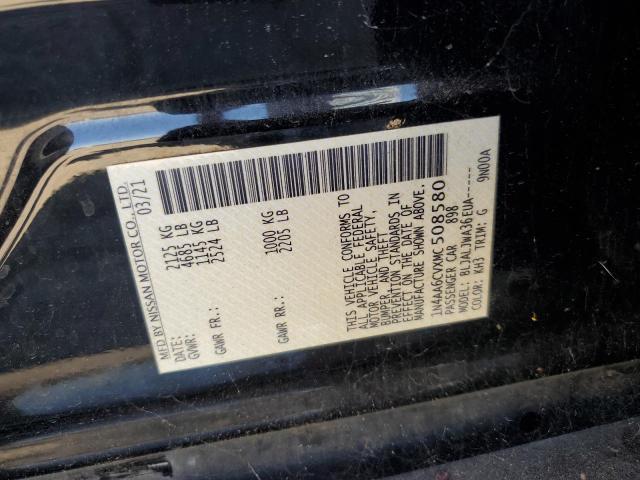 MFD BY NISSAN MOTOR CO., LTD.
DATE: 03/21
GVWR: 2125 KG
4685 LB
GAWR FR.: 1145 KG
2524 LB
GAWR RR.: 1000 KG
2205 LB
THIS VEHICLE CONFORMS TO
ALL APPLICABLE FEDERAL
MOTOR VEHICLE SAFETY,
BUMPER, AND THEFT
PREVENTION STANDARDS IN
EFFECT ON THE DATE OF
MANUFACTURE SHOWN ABOVE.
1N4AA6CVXMC508580
PASSENGER CAR 898
MODEL: BLJALJWA36EUA-----
COLOR: KH3 TRIM: G 9N00A